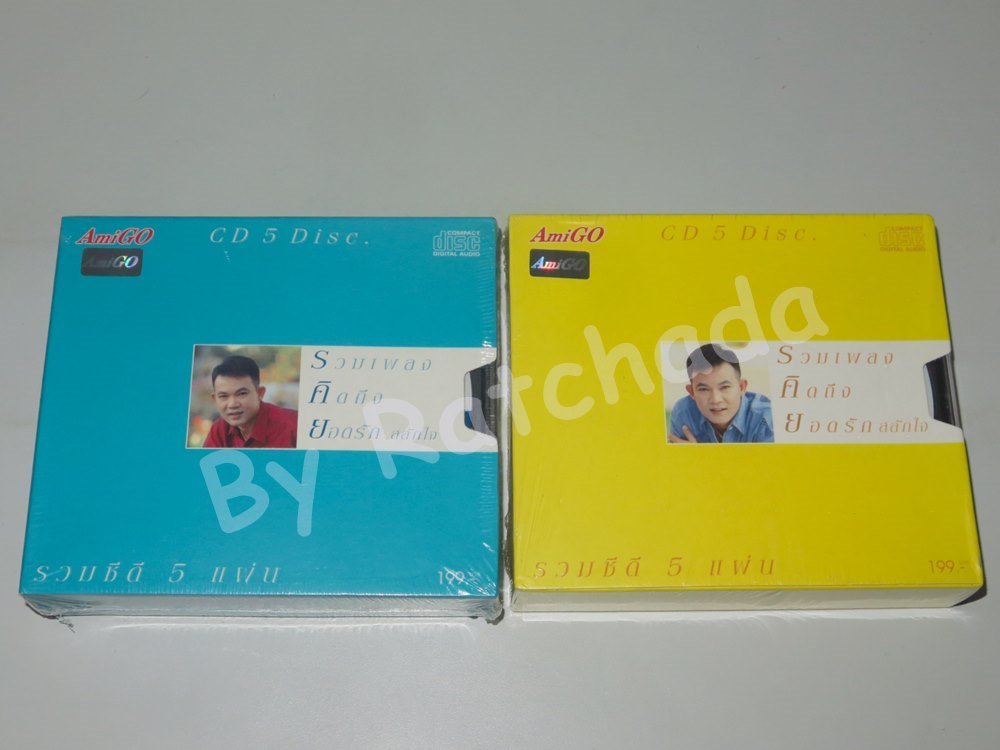 AmiGO CD 5 Disc. COMPACT disc DIGITAL AUDIO
AmiGO
รวมเพลง
คิดถึง
ยอดรัก สลักใจ
รวมซีดี 5 แผ่น 199.-
AmiGO CD 5 Disc. COMPACT disc DIGITAL AUDIO
AmiGO
รวมเพลง
คิดถึง
ยอดรัก สลักใจ
รวมซีดี 5 แผ่น 199.-
By Ratchada